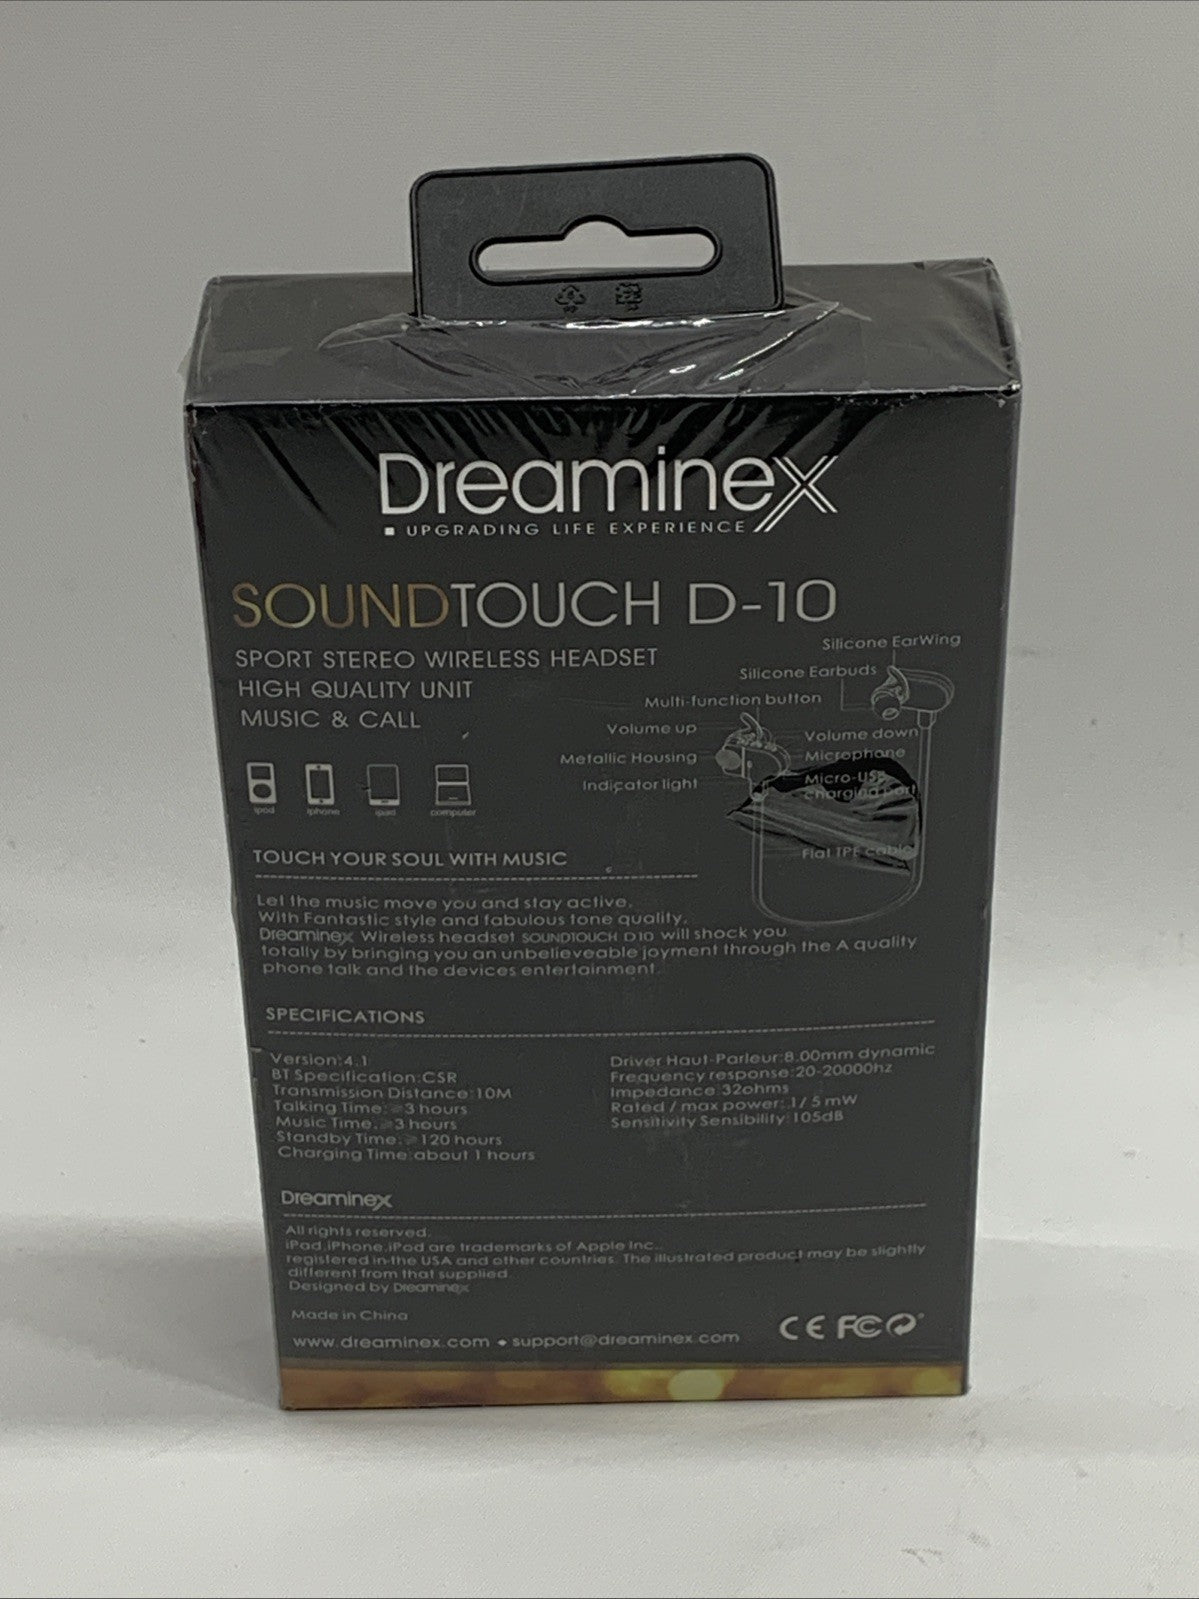 Dreaminex
UPGRADING LIFE EXPERIENCE
SOUNDTOUCH D-10
SPORT STEREO WIRELESS HEADSET
HIGH QUALITY UNIT
MUSIC & CALL
ipod iphone ipad computer
Silicone EarWing
Silicone Earbuds
Multi-function button
Volume up
Volume down
Metallic Housing
Microphone
Indicator light
Micro-USB
charging port
Flat TPE cable
TOUCH YOUR SOUL WITH MUSIC
Let the music move you and stay active.
With Fantastic style and fabulous tone quality.
Dreaminex Wireless headset SOUNDTOUCH D10 will shock you
totally by bringing you an unbelieveable joyment through the A quality
phone talk and the devices entertainment.
SPECIFICATIONS
Version:4.1
BT Specification:CSR
Transmission Distance:10M
Talking Time:≥3 hours
Music Time:≥3 hours
Standby Time:≥120 hours
Charging Time:about 1 hours
Driver Haut-Parleur:8.00mm dynamic
Frequency response:20-20000hz
Impedance:32ohms
Rated / max power: 1/5mW
Sensitivity Sensibility:105dB
Dreaminex
All rights reserved.
iPad,iPhone,iPod are trademarks of Apple Inc..
registered in the USA and other countries. The illustrated product may be slightly
different from that supplied
Designed by Dreaminex
Made in China
www.dreaminex.com ◆ support@dreaminex.com
CE FC